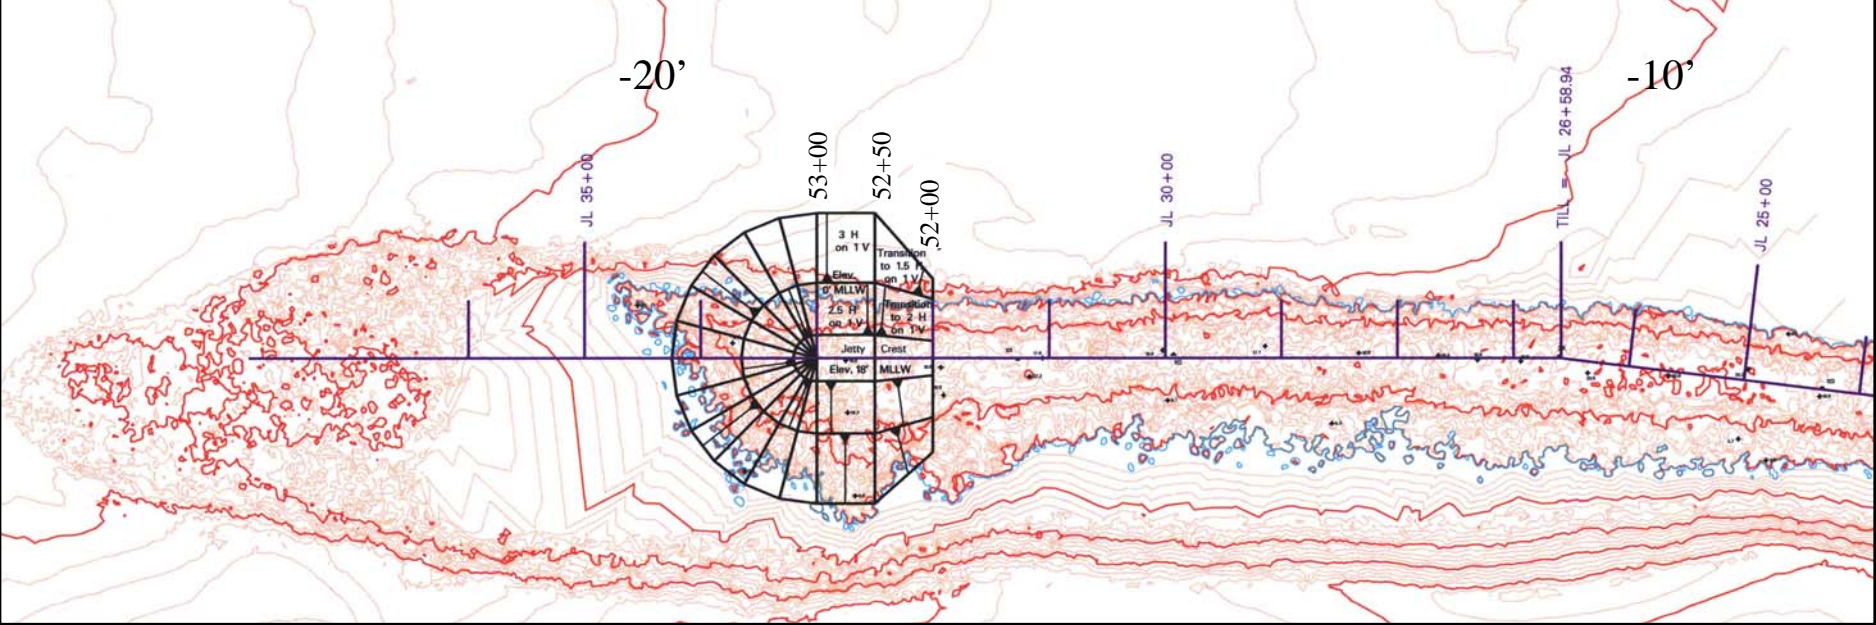 -20’
-10’
JL 35+00
53+00
52+50
52+00
JL 30+00
TILL = JL 26+58.94
JL 25+00
3 H
on 1 V
Transition
to 1.5 H
on 1 V
Elev.
0' MLLW
2.5 H
on 1 V
Transition
to 2 H
on 1 V
Jetty Crest
Elev. 18' MLLW